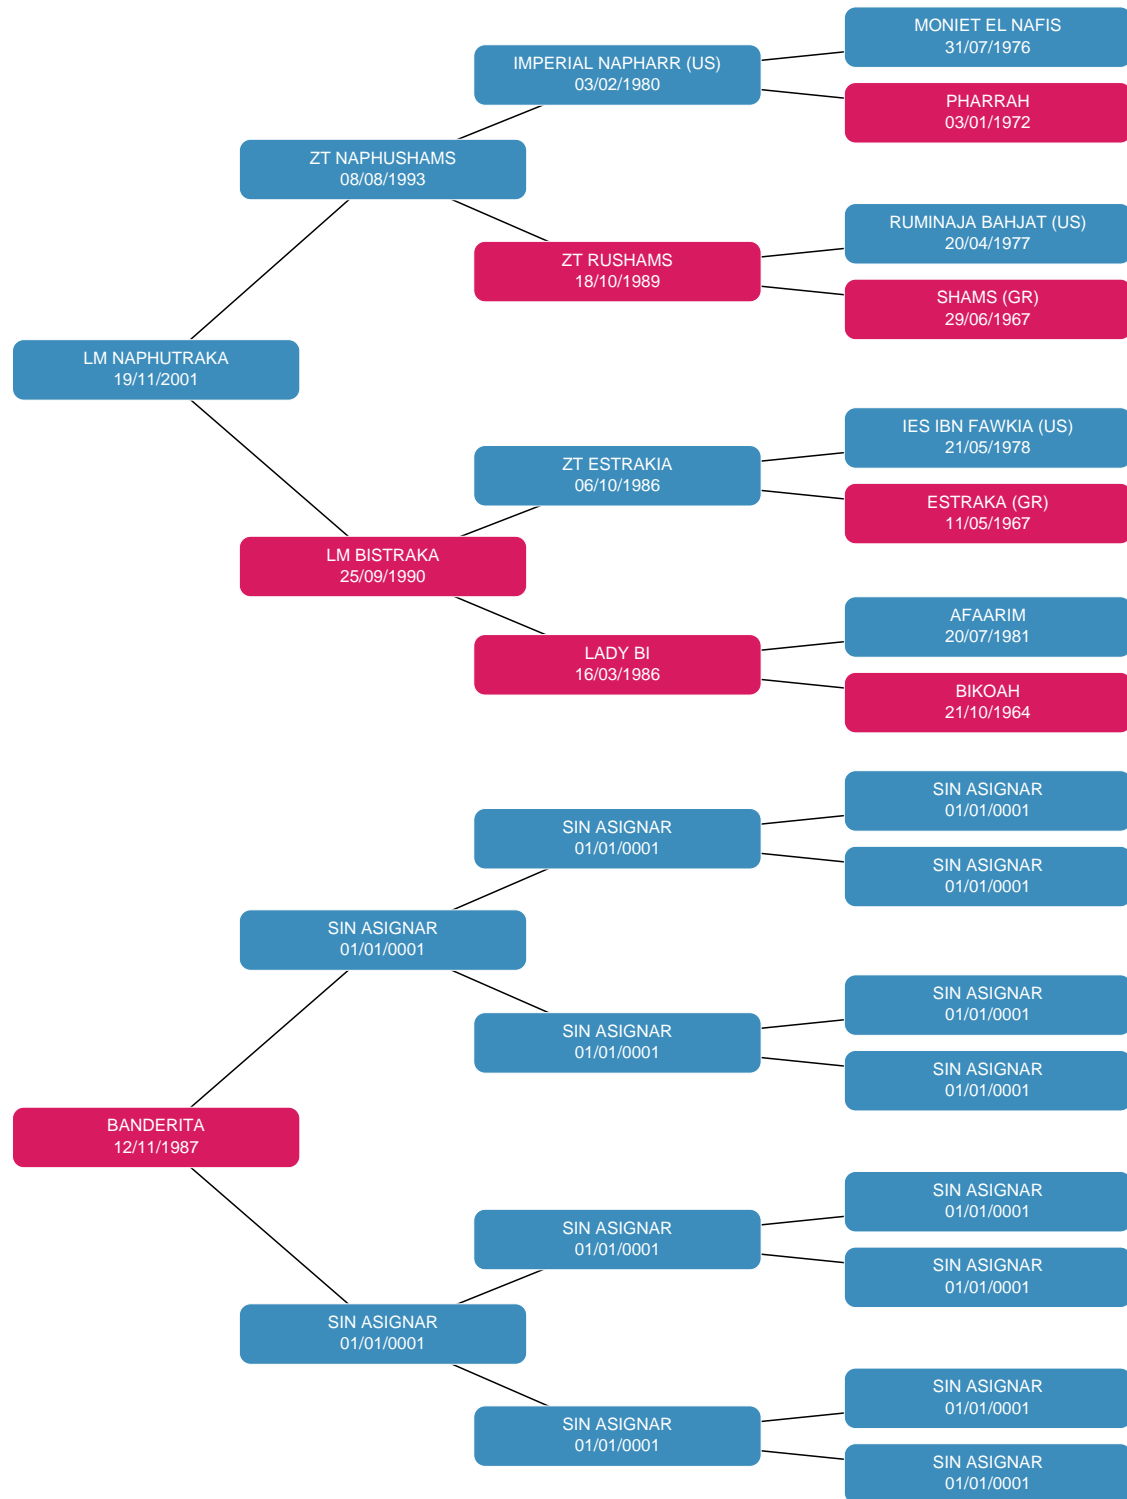 MONIET EL NAFIS
31/07/1976
IMPERIAL NAPHARR (US)
03/02/1980
PHARRAH
03/01/1972
ZT NAPHUSHAMS
08/08/1993
RUMINAJA BAHJAT (US)
20/04/1977
ZT RUSHAMS
18/10/1989
SHAMS (GR)
29/06/1967
LM NAPHUTRAKA
19/11/2001
IES IBN FAWKIA (US)
21/05/1978
ZT ESTRAKIA
06/10/1986
ESTRAKA (GR)
11/05/1967
LM BISTRAKA
25/09/1990
AFAARIM
20/07/1981
LADY BI
16/03/1986
BIKOAH
21/10/1964
SIN ASIGNAR
01/01/0001
SIN ASIGNAR
01/01/0001
SIN ASIGNAR
01/01/0001
SIN ASIGNAR
01/01/0001
SIN ASIGNAR
01/01/0001
SIN ASIGNAR
01/01/0001
SIN ASIGNAR
01/01/0001
BANDERITA
12/11/1987
SIN ASIGNAR
01/01/0001
SIN ASIGNAR
01/01/0001
SIN ASIGNAR
01/01/0001
SIN ASIGNAR
01/01/0001
SIN ASIGNAR
01/01/0001
SIN ASIGNAR
01/01/0001
SIN ASIGNAR
01/01/0001